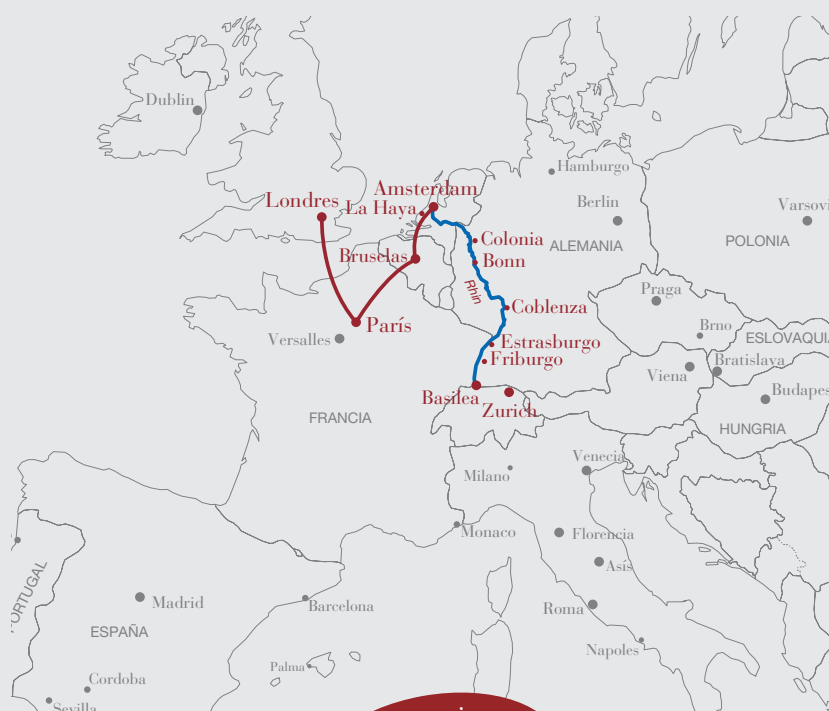 Dublin
Hamburgo
Amsterdam
Londres
La Haya
Berlin
Varsovi
Colonia
ALEMANIA
POLONIA
Bruselas
Bonn
Rhin
Praga
Coblenza
París
Brno
Versalles
Estrasburgo
ESLOVAQUIA
Friburgo
Bratislava
Viena
Basilea
Budapes
Zurich
FRANCIA
HUNGRIA
Venecia
Milano
Monaco
Florencia
Asís
PORTUGAL
Madrid
Barcelona
Roma
ESPAÑA
Napoles
Palma
Cordoba
Sevilla